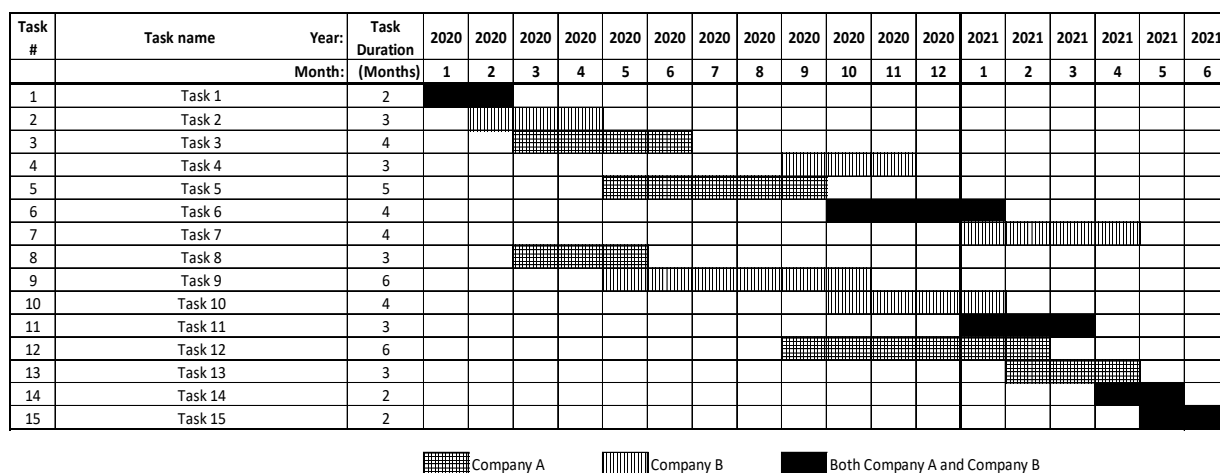 Task # Task name Year: Task Duration (Months) 2020 2020 2020 2020 2020 2020 2020 2020 2020 2020 2020 2020 2021 2021 2021 2021 2021 2021
Month: 1 2 3 4 5 6 7 8 9 10 11 12 1 2 3 4 5 6
1 Task 1 2
2 Task 2 3
3 Task 3 4
4 Task 4 3
5 Task 5 5
6 Task 6 4
7 Task 7 4
8 Task 8 3
9 Task 9 6
10 Task 10 4
11 Task 11 3
12 Task 12 6
13 Task 13 3
14 Task 14 2
15 Task 15 2
Company A Company B Both Company A and Company B